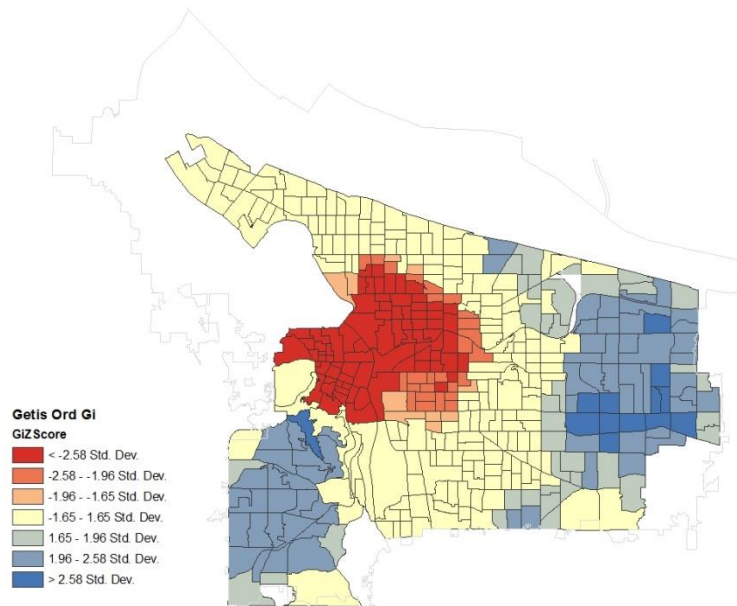 Getis Ord Gi
GiZScore
< -2.58 Std. Dev.
-2.58 - -1.96 Std. Dev.
-1.96 - -1.65 Std. Dev.
-1.65 - 1.65 Std. Dev.
1.65 - 1.96 Std. Dev.
1.96 - 2.58 Std. Dev.
> 2.58 Std. Dev.